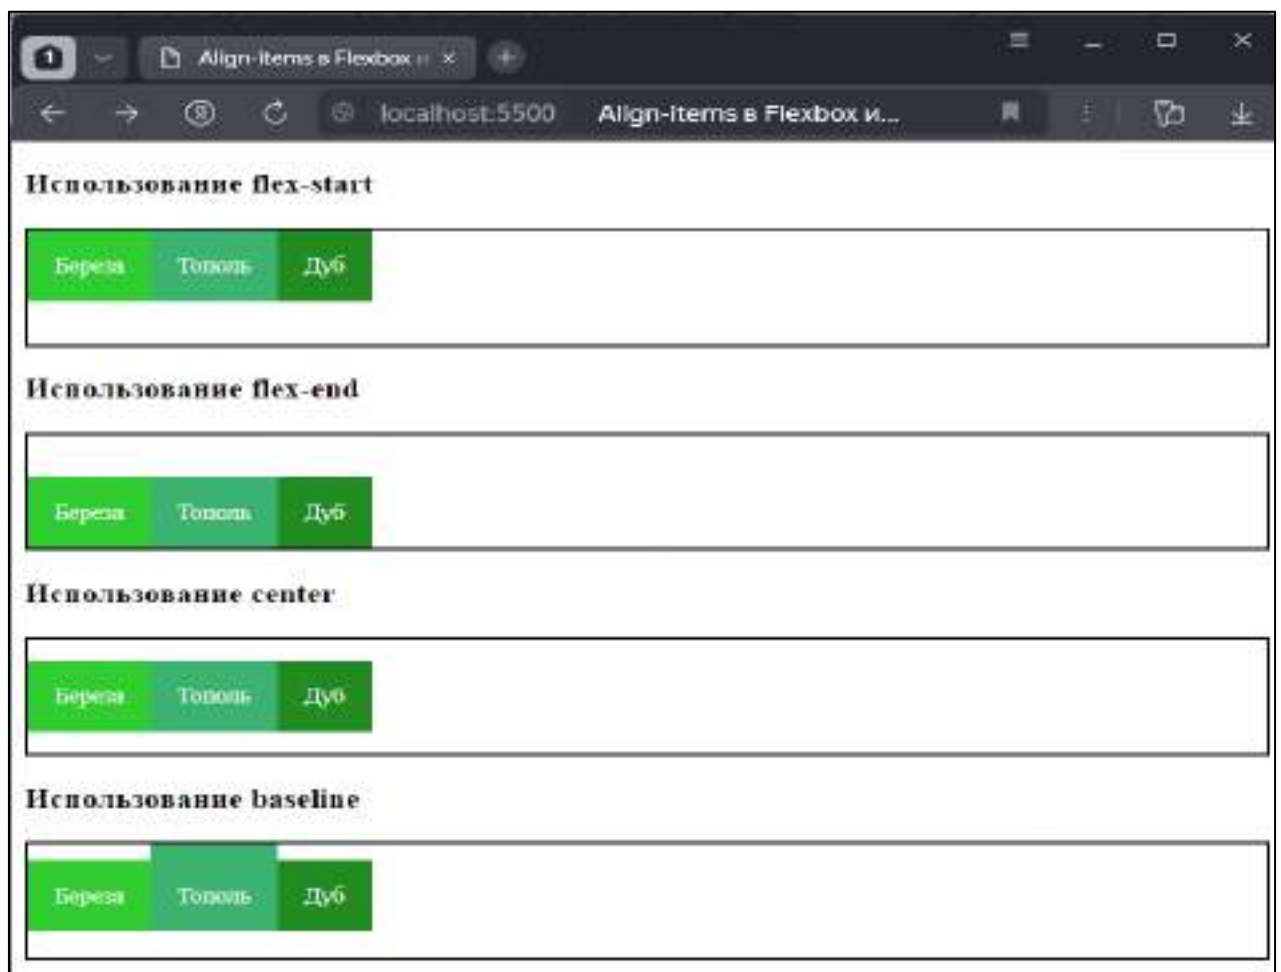 1
Align-items в Flexbox и
localhost:5500 Align-items в Flexbox и...
Использование flex-start
Береза Тополь Дуб
Использование flex-end
Береза Тополь Дуб
Использование center
Береза Тополь Дуб
Использование baseline
Береза Тополь Дуб